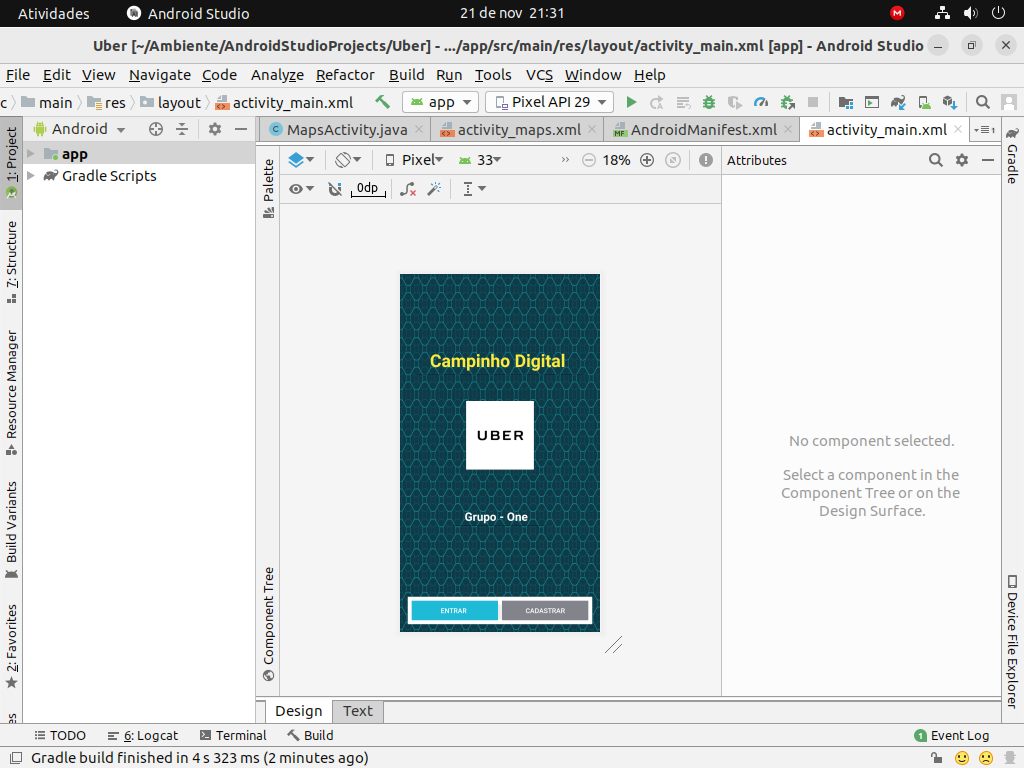 Atividades Android Studio 21 de nov 21:31
Uber [~/Ambiente/AndroidStudioProjects/Uber] - .../app/src/main/res/layout/activity_main.xml [app] - Android Studio
File Edit View Navigate Code Analyze Refactor Build Run Tools VCS Window Help
c main res layout activity_main.xml app Pixel API 29
1: Project
7: Structure
Resource Manager
Build Variants
2: Favorites
es
Android
app
Gradle Scripts
MapsActivity.java activity_maps.xml AndroidManifest.xml activity_main.xml 1
Palette
Component Tree
Pixel 33 18%
0dp
Campinho Digital
UBER
Grupo - One
ENTRAR CADASTRAR
Attributes
No component selected.
Select a component in the
Component Tree or on the
Design Surface.
Gradle
Device File Explorer
Design Text
TODO 6: Logcat Terminal Build 1 Event Log
Gradle build finished in 4 s 323 ms (2 minutes ago)